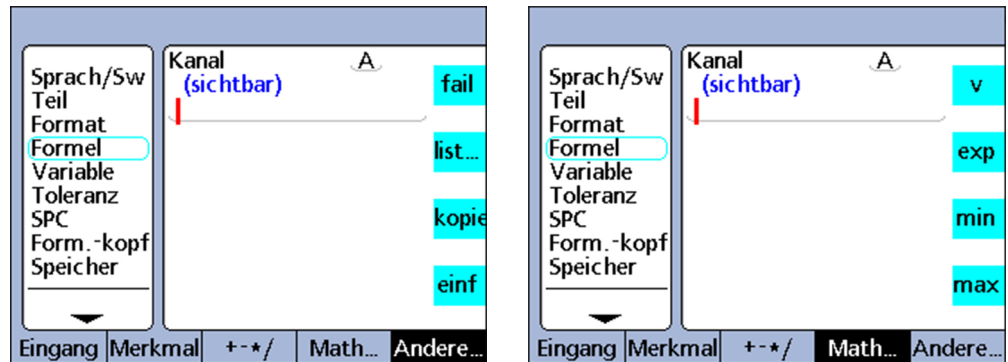 Sprach/Sw
Teil
Format
Formel
Variable
Toleranz
SPC
Form.-kopf
Speicher
Kanal A
(sichtbar)
fail
list...
kopie
einf
Eingang Merkmal +-*/ Math... Andere...
Sprach/Sw
Teil
Format
Formel
Variable
Toleranz
SPC
Form.-kopf
Speicher
Kanal A
(sichtbar)
v
exp
min
max
Eingang Merkmal +-*/ Math... Andere...